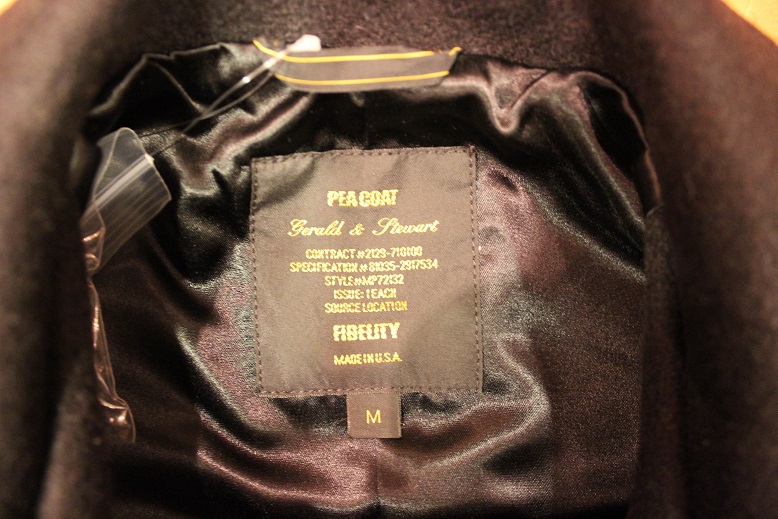 PEA COAT
Gerald & Stewart
CONTRACT #2129-710100
SPECIFICATION # 81035-2917534
STYLE#MP72132
ISSUE: 1 EACH
SOURCE LOCATION
FIDELITY
MADE IN U.S.A.
M